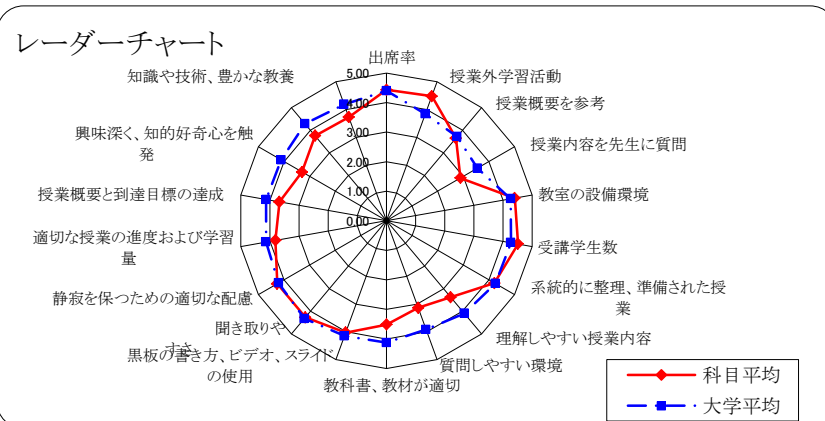 レーダーチャート
出席率
授業外学習活動
授業概要を参考
授業内容を先生に質問
教室の設備環境
受講学生数
系統的に整理、準備された授
業
理解しやすい授業内容
質問しやすい環境
教科書、教材が適切
黒板の書き方、ビデオ、スライド
の使用
聞き取りや
すさ
静寂を保つための適切な配慮
適切な授業の進度および学習
量
授業概要と到達目標の達成
興味深く、知的好奇心を触
発
知識や技術、豊かな教養
5.00
4.00
3.00
2.00
1.00
0.00
科目平均
大学平均